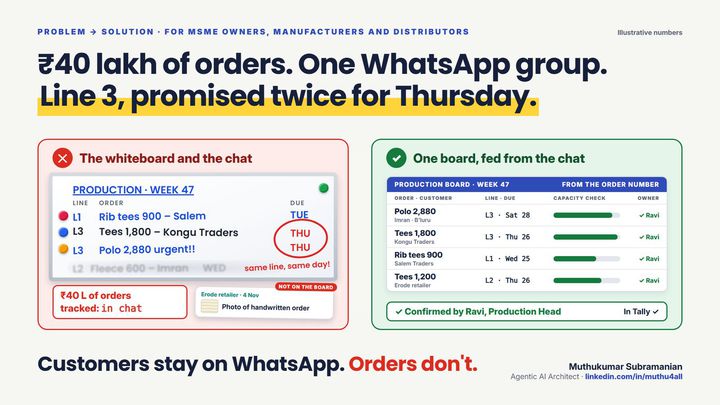 PROBLEM → SOLUTION · FOR MSME OWNERS, MANUFACTURERS AND DISTRIBUTORS
Illustrative numbers
₹40 lakh of orders. One WhatsApp group.
Line 3, promised twice for Thursday.
The whiteboard and the chat
PRODUCTION · WEEK 47
LINE ORDER DUE
L1 Rib tees 900 – Salem TUE
L3 Tees 1,800 – Kongu Traders THU
L3 Polo 2,880 urgent!! THU
L2 Fleece 600 – Imran WED
same line, same day!
₹40 L of orders
tracked: in chat
NOT ON THE BOARD
Erode retailer · 4 Nov
Photo of handwritten order
One board, fed from the chat
PRODUCTION BOARD · WEEK 47 FROM THE ORDER NUMBER
ORDER · CUSTOMER LINE · DUE CAPACITY CHECK OWNER
Polo 2,880 L3 · Sat 28 ✓ Ravi
Imran · B'luru
Tees 1,800 L3 · Thu 26 ✓ Ravi
Kongu Traders
Rib tees 900 L1 · Wed 25 ✓ Ravi
Salem Traders
Tees 1,200 L2 · Thu 26 ✓ Ravi
Erode retailer
✓ Confirmed by Ravi, Production Head In Tally ✓
Customers stay on WhatsApp. Orders don't.
Muthukumar Subramanian
Agentic AI Architect · linkedin.com/in/muthu4all